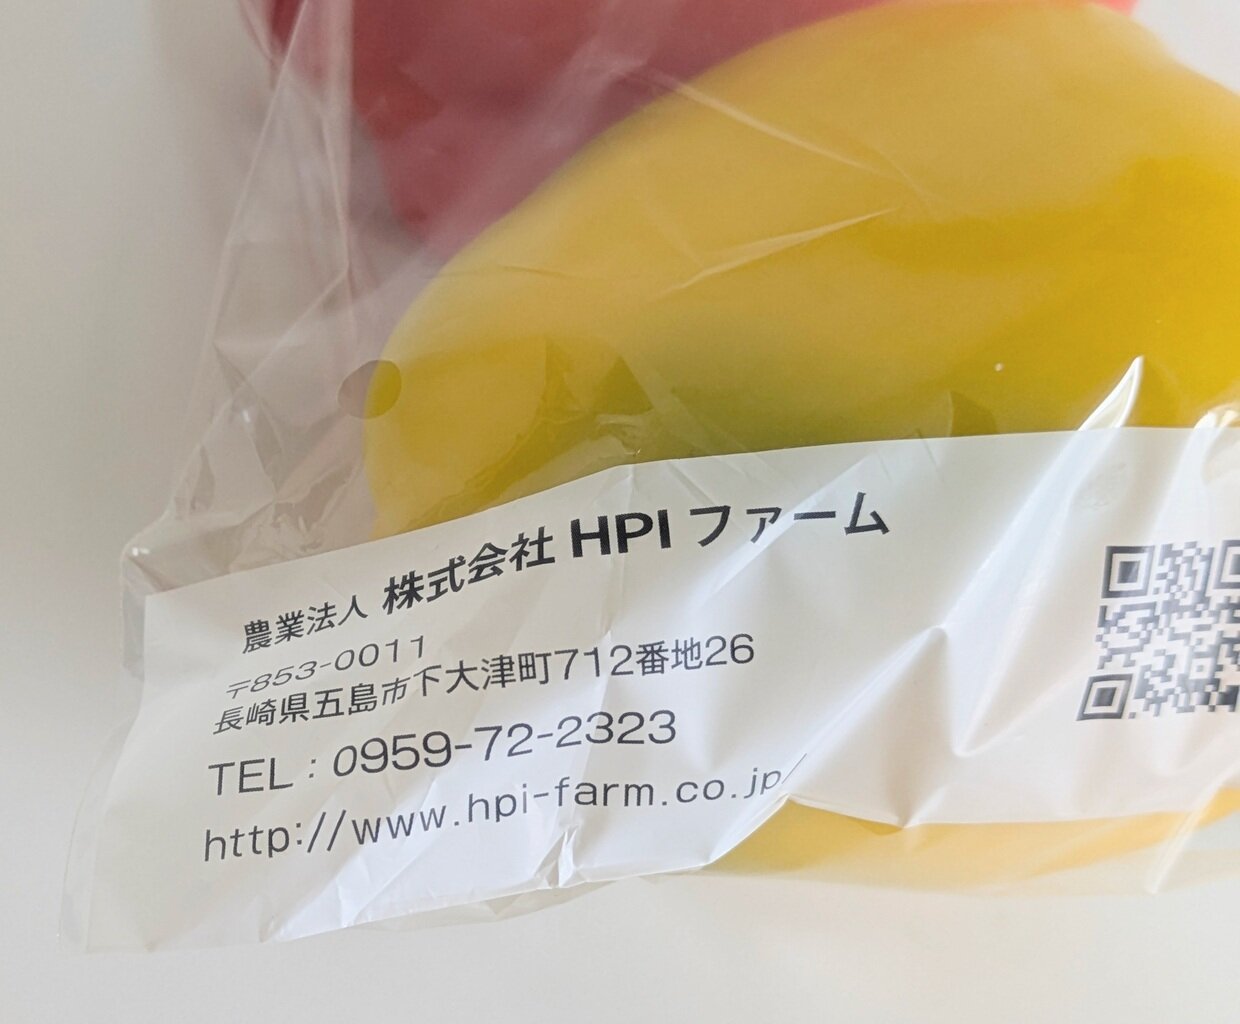 農業法人 株式会社 HPI ファーム
〒853-0011
長崎県五島市下大津町712番地26
TEL : 0959-72-2323
http://www.hpi-farm.co.jp/